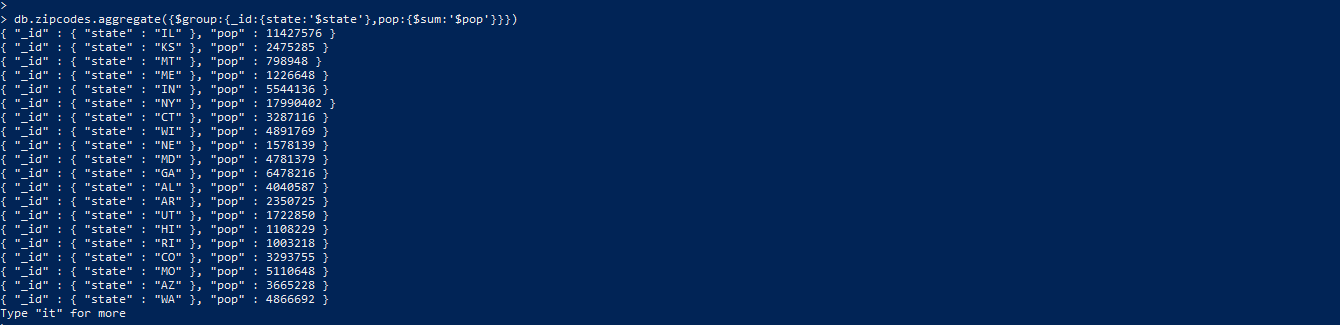 >
> db.zipcodes.aggregate({$group:{_id:{state:'$state'},pop:{$sum:'$pop'}}})
{ "_id" : { "state" : "IL" }, "pop" : 11427576 }
{ "_id" : { "state" : "KS" }, "pop" : 2475285 }
{ "_id" : { "state" : "MT" }, "pop" : 798948 }
{ "_id" : { "state" : "ME" }, "pop" : 1226648 }
{ "_id" : { "state" : "IN" }, "pop" : 5544136 }
{ "_id" : { "state" : "NY" }, "pop" : 17990402 }
{ "_id" : { "state" : "CT" }, "pop" : 3287116 }
{ "_id" : { "state" : "WI" }, "pop" : 4891769 }
{ "_id" : { "state" : "NE" }, "pop" : 1578139 }
{ "_id" : { "state" : "MD" }, "pop" : 4781379 }
{ "_id" : { "state" : "GA" }, "pop" : 6478216 }
{ "_id" : { "state" : "AL" }, "pop" : 4040587 }
{ "_id" : { "state" : "AR" }, "pop" : 2350725 }
{ "_id" : { "state" : "UT" }, "pop" : 1722850 }
{ "_id" : { "state" : "HI" }, "pop" : 1108229 }
{ "_id" : { "state" : "RI" }, "pop" : 1003218 }
{ "_id" : { "state" : "CO" }, "pop" : 3293755 }
{ "_id" : { "state" : "MO" }, "pop" : 5110648 }
{ "_id" : { "state" : "AZ" }, "pop" : 3665228 }
{ "_id" : { "state" : "WA" }, "pop" : 4866692 }
Type "it" for more